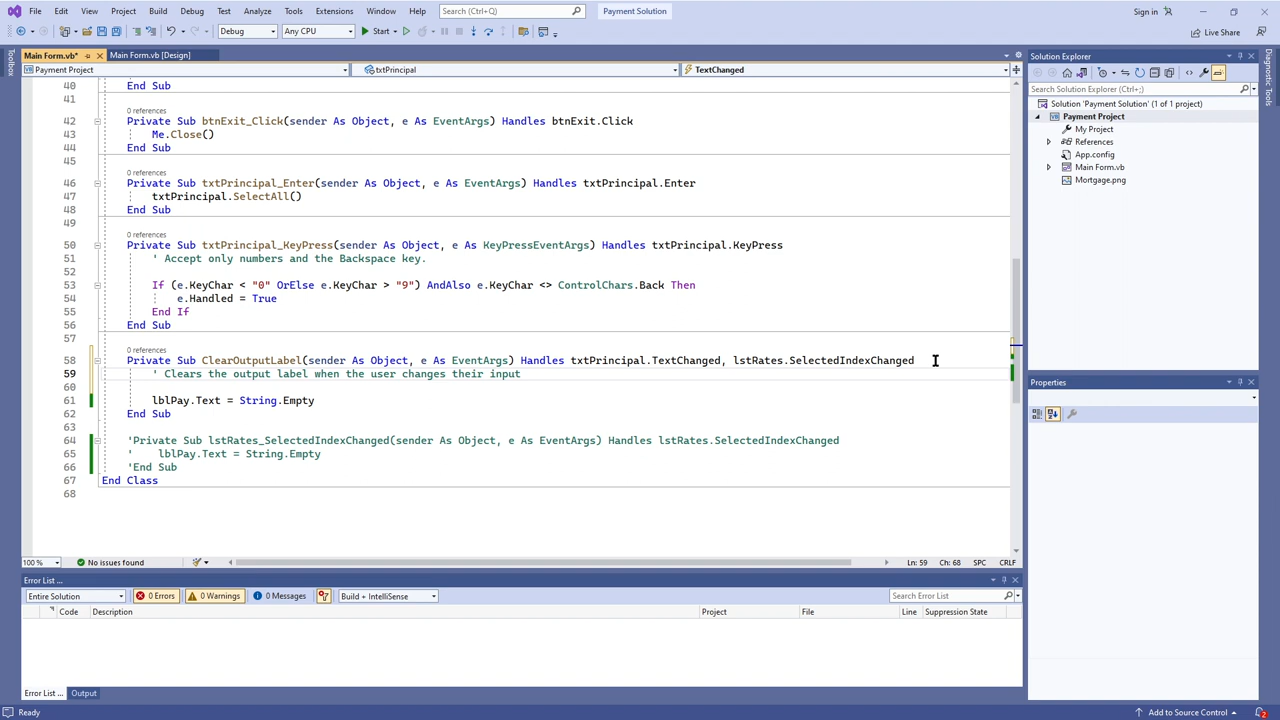 File Edit View Project Build Debug Test Analyze Tools Extensions Window Help Search (Ctrl+Q) Payment Solution Sign in
Debug Any CPU Start Live Share
Toolbox
Main Form.vb* Main Form.vb [Design]
Payment Project txtPrincipal TextChanged
40 End Sub
41
0 references
42 Private Sub btnExit_Click(sender As Object, e As EventArgs) Handles btnExit.Click
43 Me.Close()
44 End Sub
45
0 references
46 Private Sub txtPrincipal_Enter(sender As Object, e As EventArgs) Handles txtPrincipal.Enter
47 txtPrincipal.SelectAll()
48 End Sub
49
0 references
50 Private Sub txtPrincipal_KeyPress(sender As Object, e As KeyPressEventArgs) Handles txtPrincipal.KeyPress
51 ' Accept only numbers and the Backspace key.
52
53 If (e.KeyChar < "0" OrElse e.KeyChar > "9") AndAlso e.KeyChar <> ControlChars.Back Then
54 e.Handled = True
55 End If
56 End Sub
57
0 references
58 Private Sub ClearOutputLabel(sender As Object, e As EventArgs) Handles txtPrincipal.TextChanged, lstRates.SelectedIndexChanged
59 ' Clears the output label when the user changes their input
60
61 lblPay.Text = String.Empty
62 End Sub
63
64 'Private Sub lstRates_SelectedIndexChanged(sender As Object, e As EventArgs) Handles lstRates.SelectedIndexChanged
65 ' lblPay.Text = String.Empty
66 'End Sub
67 End Class
68
100 % No issues found Ln: 59 Ch: 68 SPC CRLF
Error List ...
Entire Solution 0 Errors 0 Warnings 0 Messages Build + IntelliSense Search Error List
Code Description Project File Line Suppression State
Error List ... Output
Solution Explorer
Search Solution Explorer (Ctrl+;)
Solution 'Payment Solution' (1 of 1 project)
Payment Project
My Project
References
App.config
Main Form.vb
Mortgage.png
Properties
Diagnostic Tools
Ready Add to Source Control 2